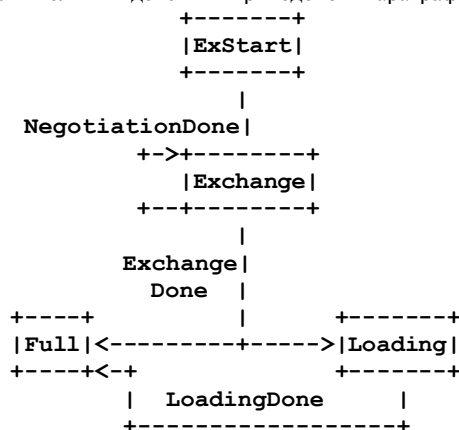 ExStart
NegotiationDone
Exchange
Exchange
Done
Full
Loading
LoadingDone